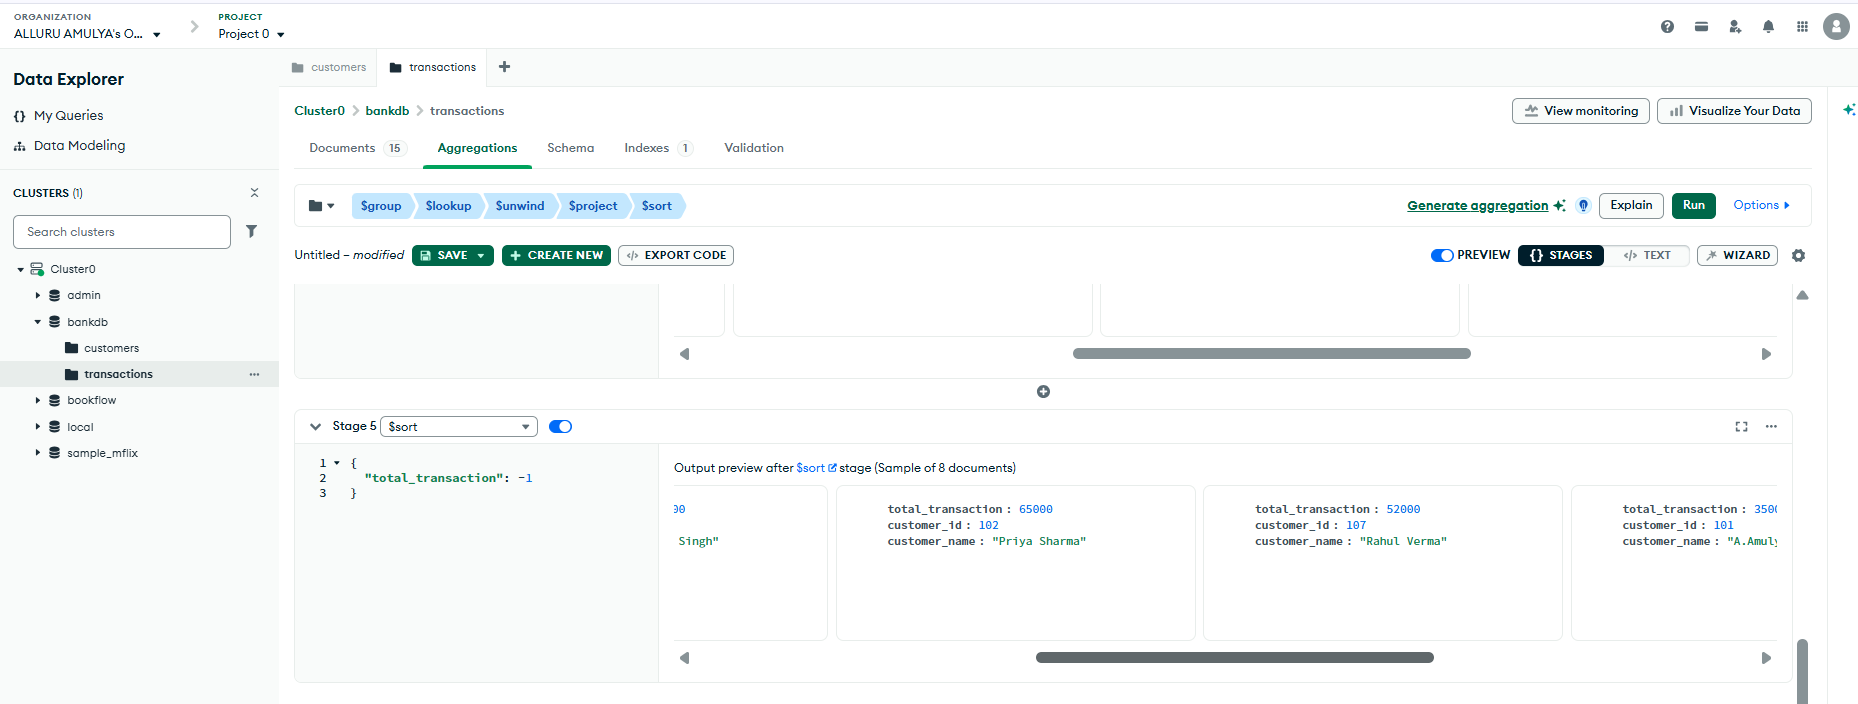 ORGANIZATION
ALLURU AMULYA's O...
PROJECT
Project 0
Data Explorer
My Queries
Data Modeling
CLUSTERS (1)
Search clusters
Cluster0
admin
bankdb
customers
transactions
bookflow
local
sample_mflix
customers
transactions
Cluster0 > bankdb > transactions
View monitoring
Visualize Your Data
Documents 15
Aggregations
Schema
Indexes 1
Validation
$group
$lookup
$unwind
$project
$sort
Generate aggregation
Explain
Run
Options
Untitled – modified
SAVE
+ CREATE NEW
</> EXPORT CODE
PREVIEW
{} STAGES
</> TEXT
WIZARD
Stage 5
$sort
1 {
2 "total_transaction": -1
3 }
Output preview after $sort stage (Sample of 8 documents)
00
Singh"
total_transaction : 65000
customer_id : 102
customer_name : "Priya Sharma"
total_transaction : 52000
customer_id : 107
customer_name : "Rahul Verma"
total_transaction : 3500
customer_id : 101
customer_name : "A.Amuly